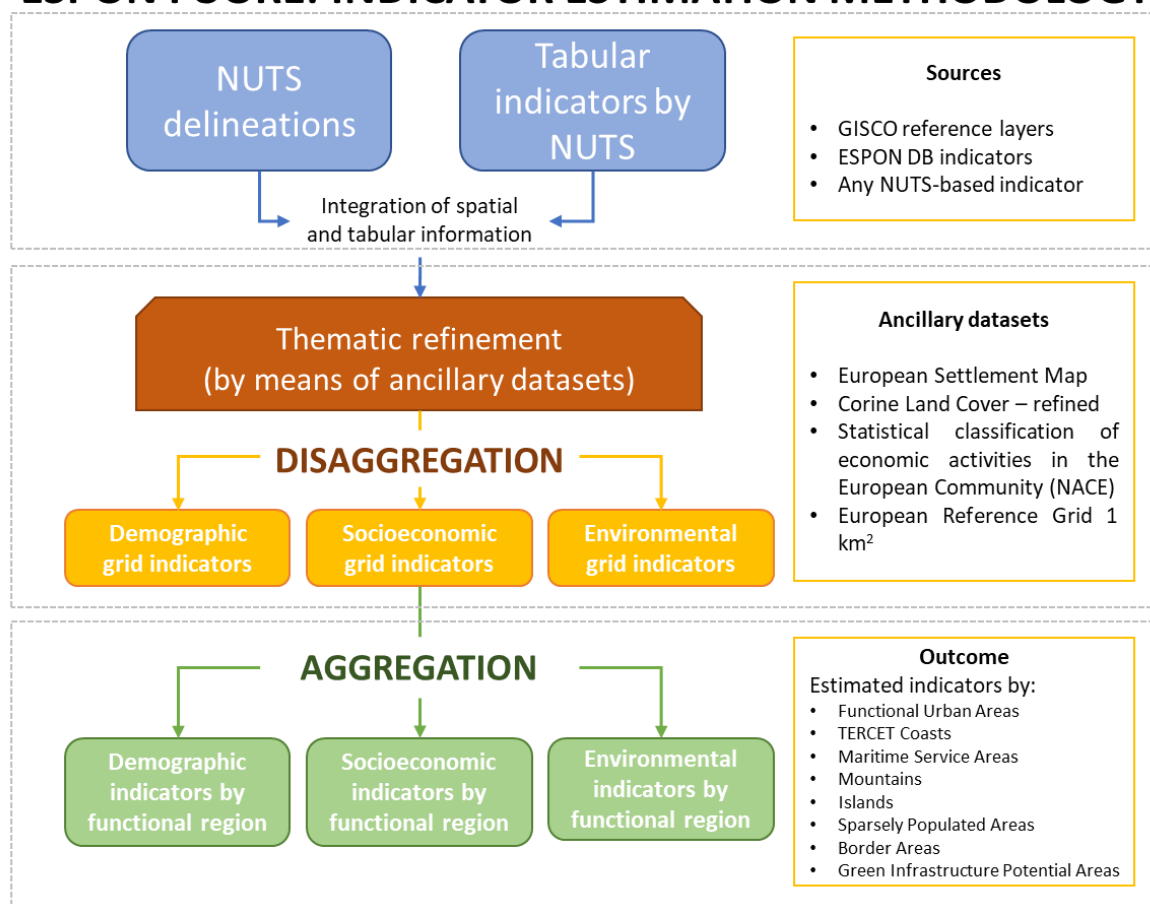 ESPON FUORE: INDICATOR ESTIMATION METHODOLOGY
NUTS
delineations
Tabular
indicators by
NUTS
Integration of spatial
and tabular information
Sources
• GISCO reference layers
• ESPON DB indicators
• Any NUTS-based indicator
Thematic refinement
(by means of ancillary datasets)
DISAGGREGATION
Demographic
grid indicators
Socioeconomic
grid indicators
Environmental
grid indicators
Ancillary datasets
• European Settlement Map
• Corine Land Cover – refined
• Statistical classification of
economic activities in the
European Community (NACE)
• European Reference Grid 1
km²
AGGREGATION
Demographic
indicators by
functional region
Socioeconomic
indicators by
functional region
Environmental
indicators by
functional region
Outcome
Estimated indicators by:
• Functional Urban Areas
• TERCET Coasts
• Maritime Service Areas
• Mountains
• Islands
• Sparsely Populated Areas
• Border Areas
• Green Infrastructure Potential Areas